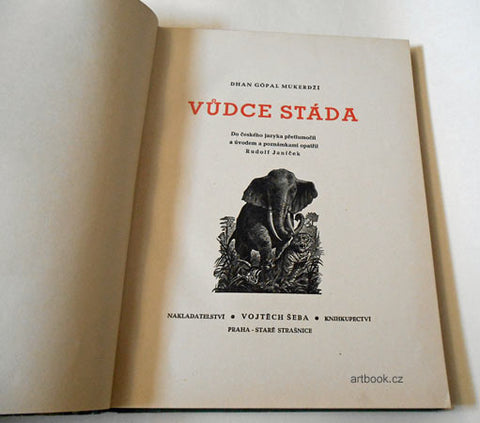 DHAN GÓPAL MUKERDŽÍ
VŮDCE STÁDA
Do českého jazyka přetlumočil
a úvodem a poznámkami opatřil
Rudolf Janíček
NAKLADATELSTVÍ • VOJTĚCH ŠEBA • KNIHKUPECTVÍ
PRAHA - STARÉ STRAŠNICE
artbook.cz